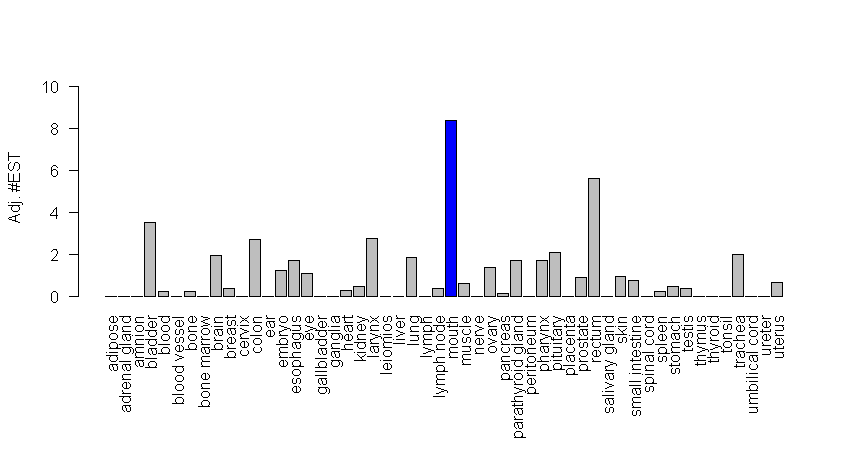 10
8
6
4
2
0
Adj. #EST
adipose
adrenal gland
amnion
bladder
blood
blood vessel
bone
bone marrow
brain
breast
cervix
colon
ear
embryo
esophagus
eye
gallbladder
ganglia
heart
kidney
larynx
leiomios
liver
lung
lymph
lymph node
mouth
muscle
nerve
ovary
pancreas
parathyroid gland
peritoneum
pharynx
pituitary
placenta
prostate
rectum
salivary gland
skin
small intestine
spinal cord
spleen
stomach
testis
thymus
thyroid
tonsil
trachea
umbilical cord
ureter
uterus